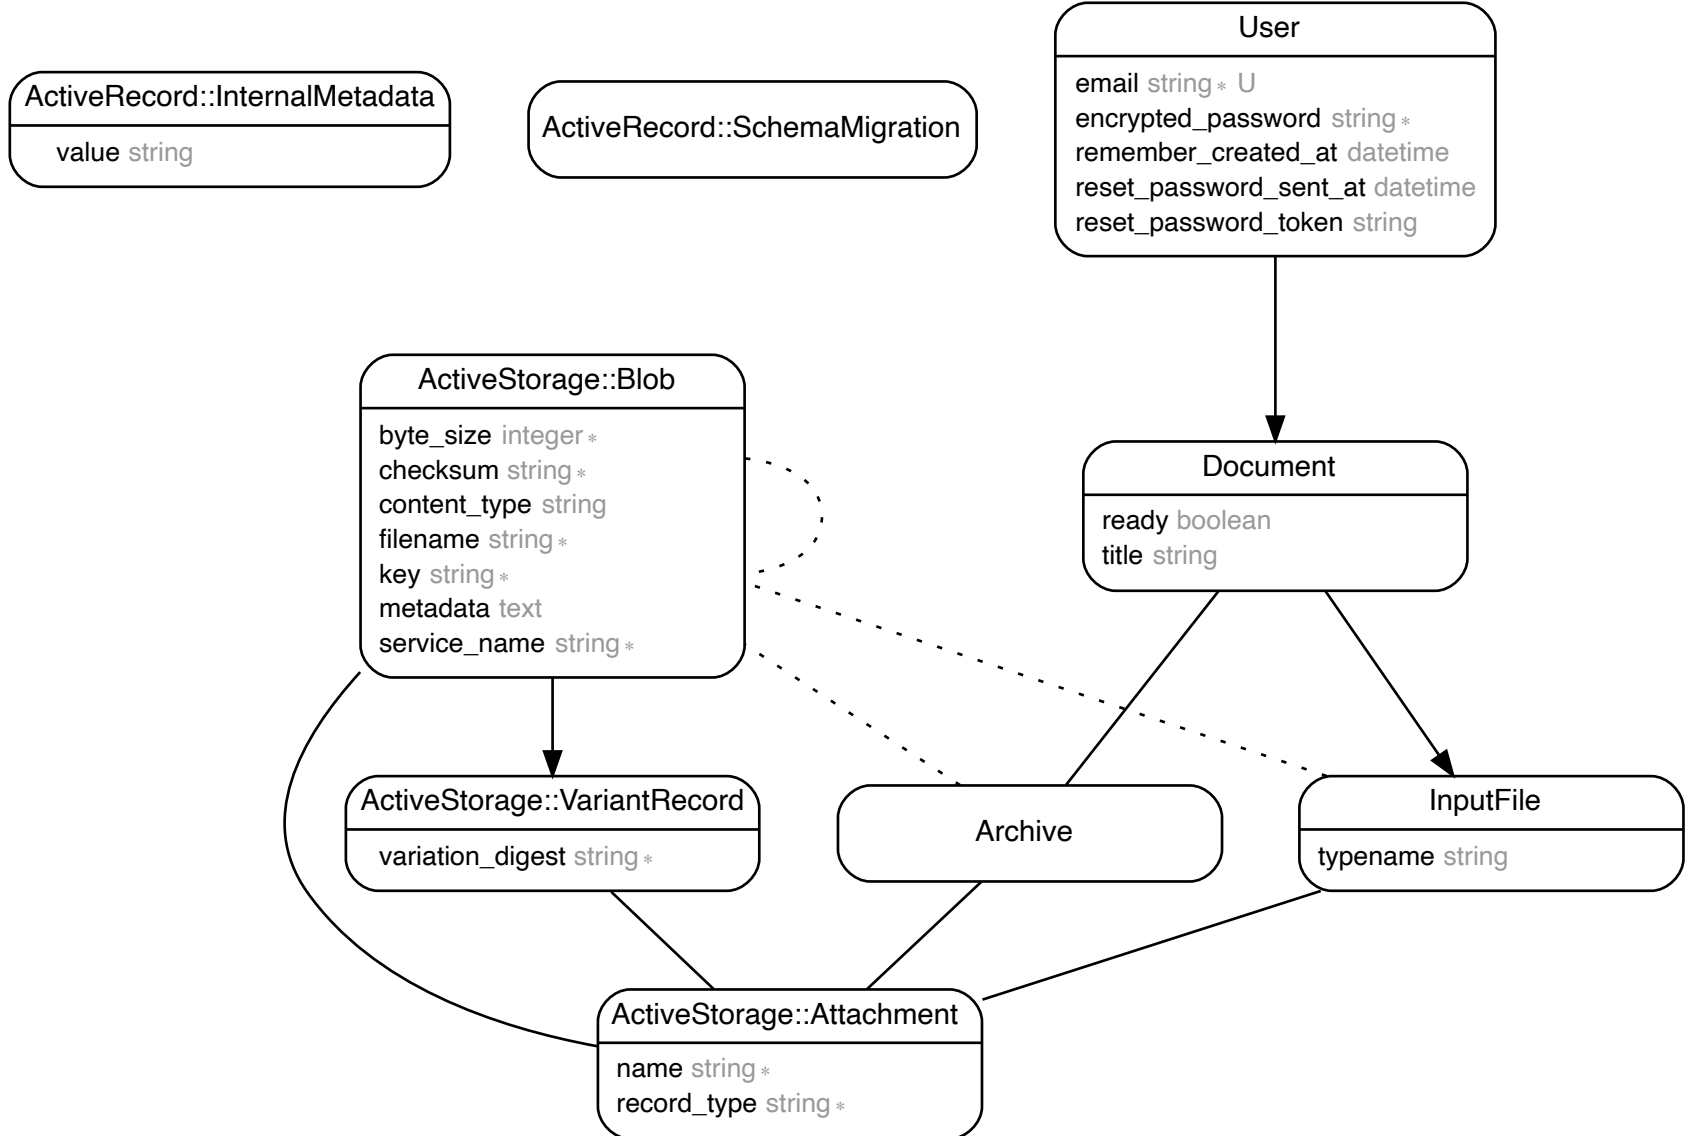 User
email string∗ U
encrypted_password string∗
remember_created_at datetime
reset_password_sent_at datetime
reset_password_token string
ActiveRecord::InternalMetadata
value string
ActiveRecord::SchemaMigration
ActiveStorage::Blob
byte_size integer∗
checksum string∗
content_type string
filename string∗
key string∗
metadata text
service_name string∗
Document
ready boolean
title string
ActiveStorage::VariantRecord
variation_digest string∗
Archive
InputFile
typename string
ActiveStorage::Attachment
name string∗
record_type string∗